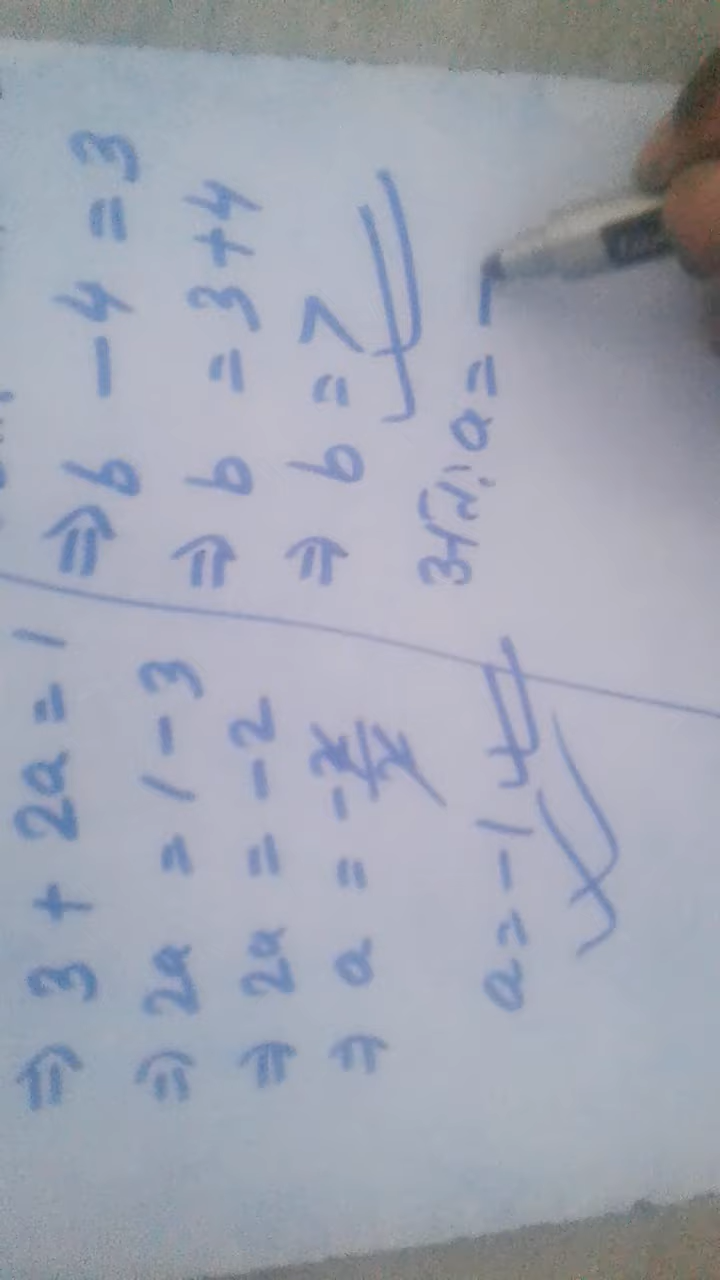 ⇒ 3 + 2a = 1
⇒ 2a = 1 - 3
⇒ 2a = -2
⇒ a = -2/2
a = -1
⇒ b - 4 = 3
⇒ b = 3 + 4
⇒ b = 7
अतः a = -